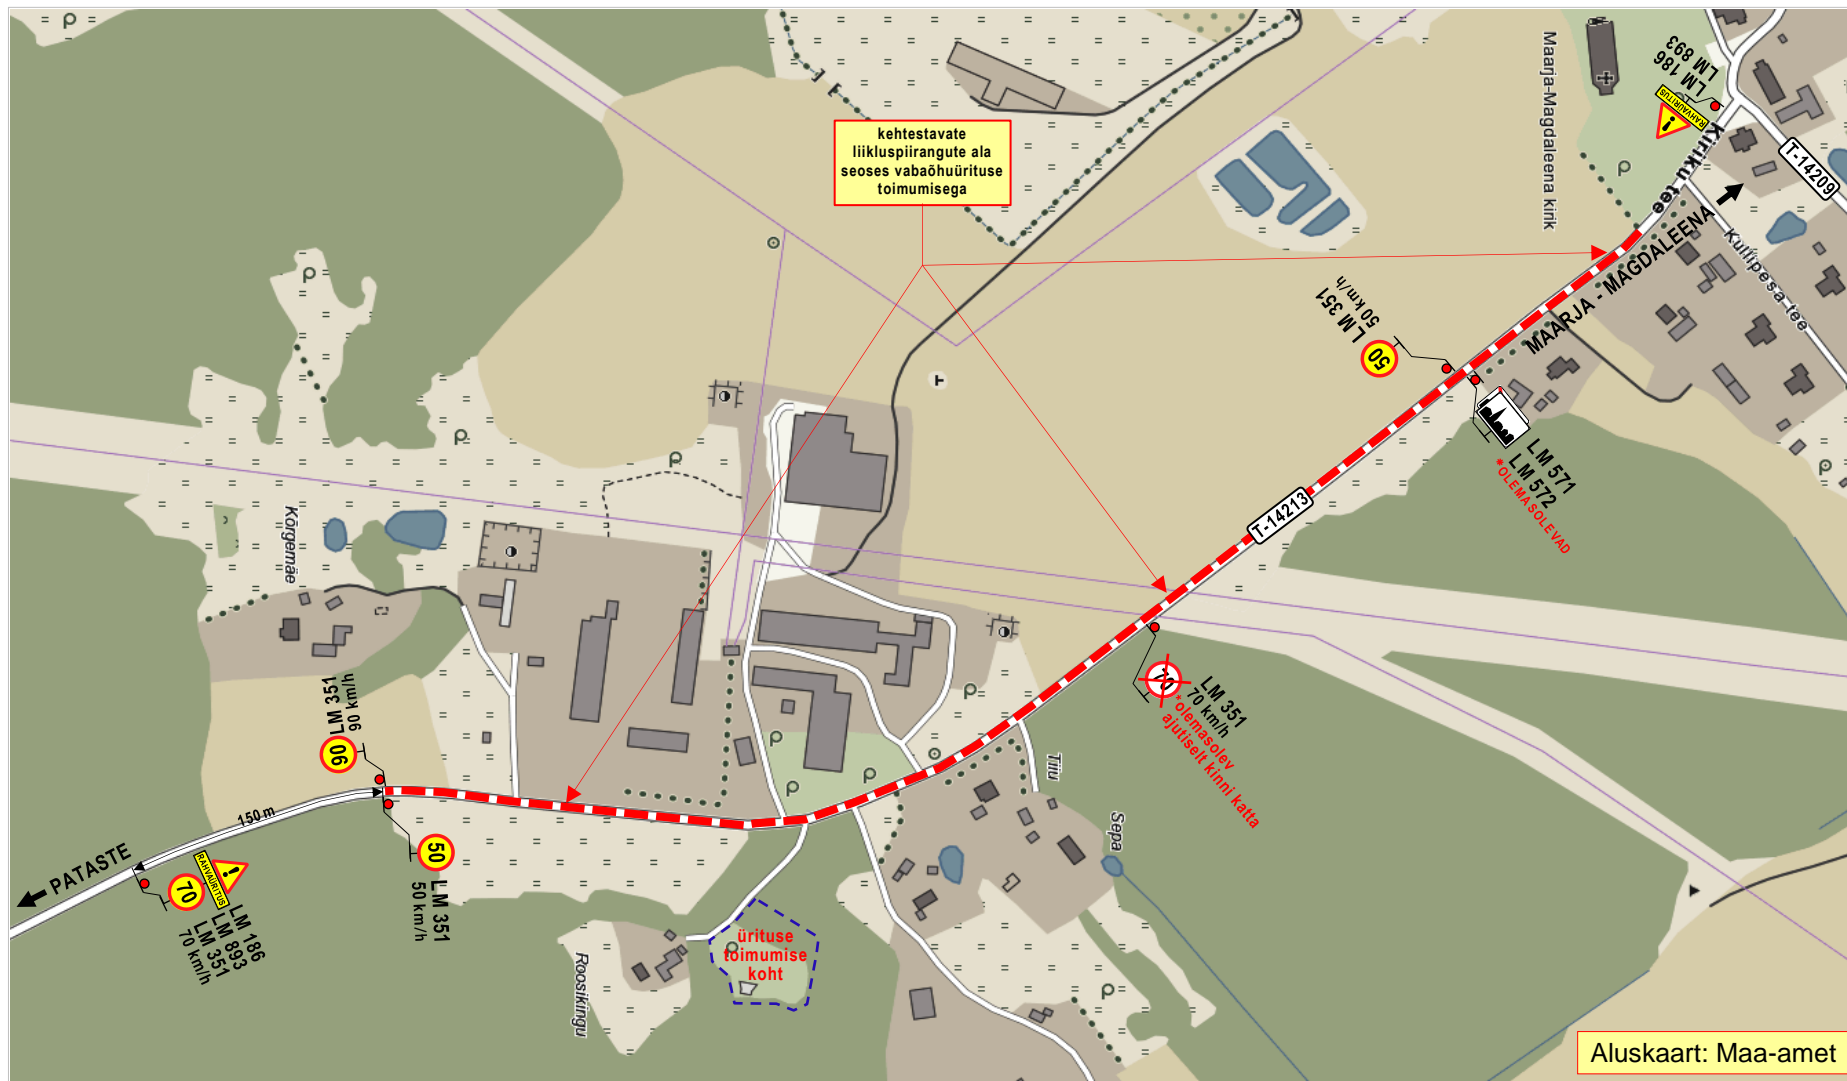 kehtestavate
liikluspiirangute ala
seoses vabaõhuürituse
toimumisega
Maarja-Magdaleena kirik
LM 186
LM 893
RAHVAÜRITUS
!
Kiriku tee
T-14209
Kullipesa tee
MAARJA - MAGDALEENA
LM 351
50 km/h
50
LM 571
LM 572
*OLEMASOLEVAD
T-14213
LM 351
70 km/h
*olemasolev
ajutiselt kinni katta
70
Tiiu
Sepa
Kõrgemäe
LM 351
90 km/h
90
150 m
PATASTE
50
LM 351
50 km/h
70
RAHVAÜRITUS
!
LM 186
LM 893
LM 351
70 km/h
Roosikingu
ürituse
toimumise
koht
Aluskaart: Maa-amet